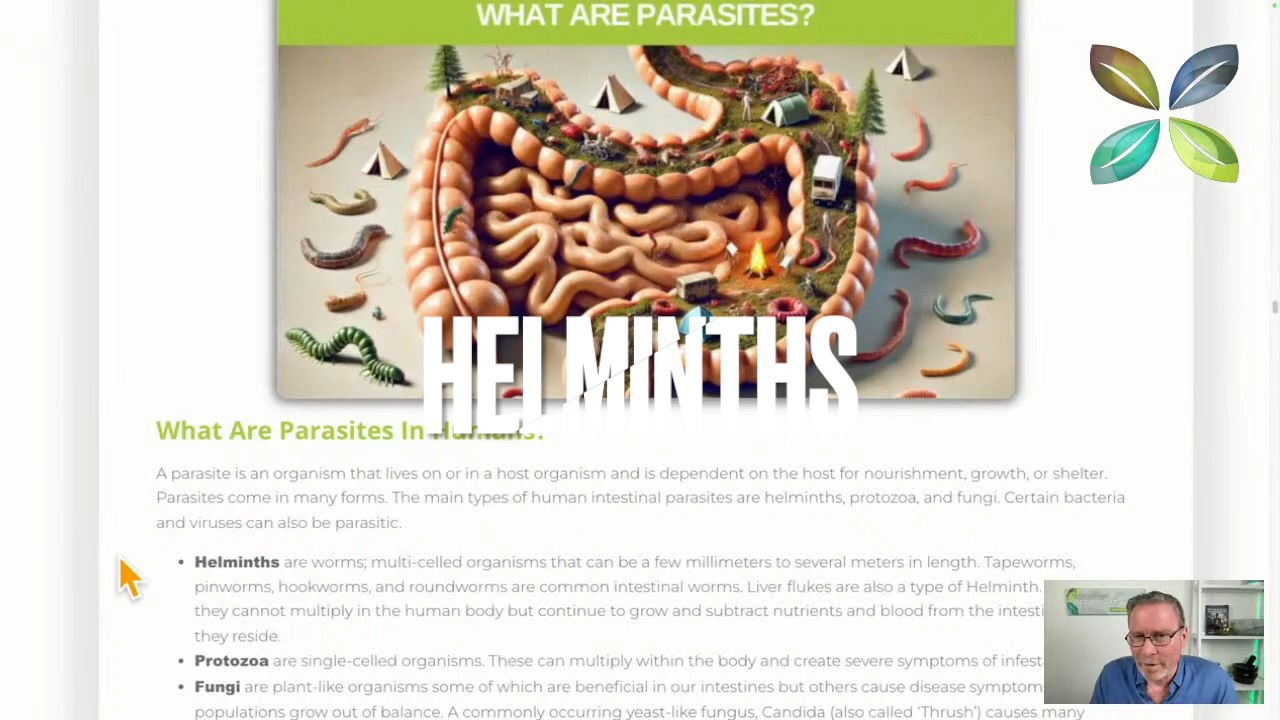 WHAT ARE PARASITES?
HELMINTHS
What Are Parasites In Humans?
A parasite is an organism that lives on or in a host organism and is dependent on the host for nourishment, growth, or shelter.
Parasites come in many forms. The main types of human intestinal parasites are helminths, protozoa, and fungi. Certain bacteria
and viruses can also be parasitic.
• Helminths are worms; multi-celled organisms that can be a few millimeters to several meters in length. Tapeworms,
pinworms, hookworms, and roundworms are common intestinal worms. Liver flukes are also a type of Helminth.
they cannot multiply in the human body but continue to grow and subtract nutrients and blood from the intesti
they reside.
• Protozoa are single-celled organisms. These can multiply within the body and create severe symptoms of infest
• Fungi are plant-like organisms some of which are beneficial in our intestines but others cause disease symptom
populations grow out of balance. A commonly occurring yeast-like fungus, Candida (also called ‘Thrush’) causes many